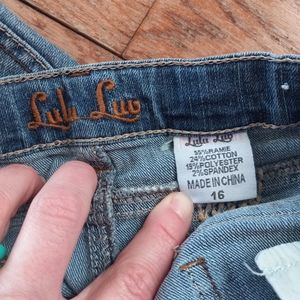 Lulu Luv
Lulu Luv
55%RAMIE
24%COTTON
19%POLYESTER
2%SPANDEX
MADE IN CHINA
16